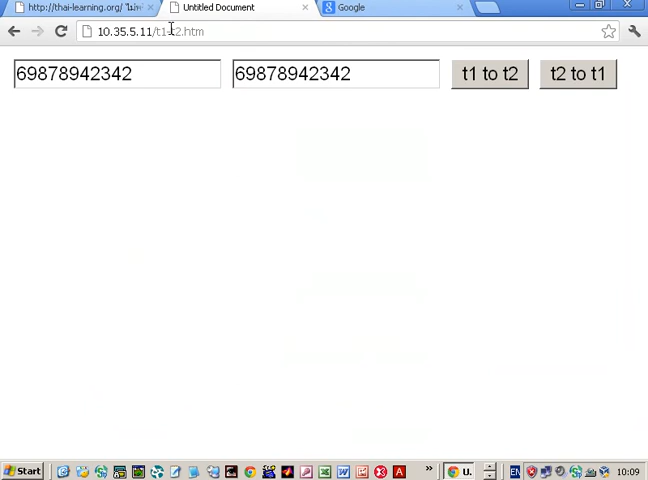 http://thai-learning.org/
Untitled Document
Google
10.35.5.11/t1t2.htm
69878942342
69878942342
t1 to t2
t2 to t1
Start
U.
EN
10:09